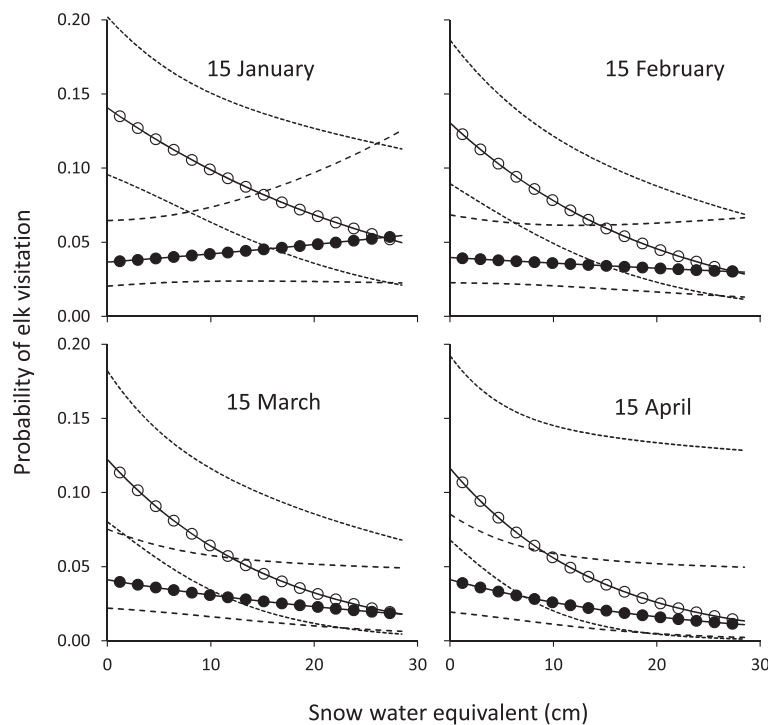 0.20
15 January
15 February
0.15
0.10
0.05
0.00
0.20
15 March
15 April
0.15
0.10
0.05
0.00
0 10 20 30 0 10 20 30
Probability of elk visitation
Snow water equivalent (cm)